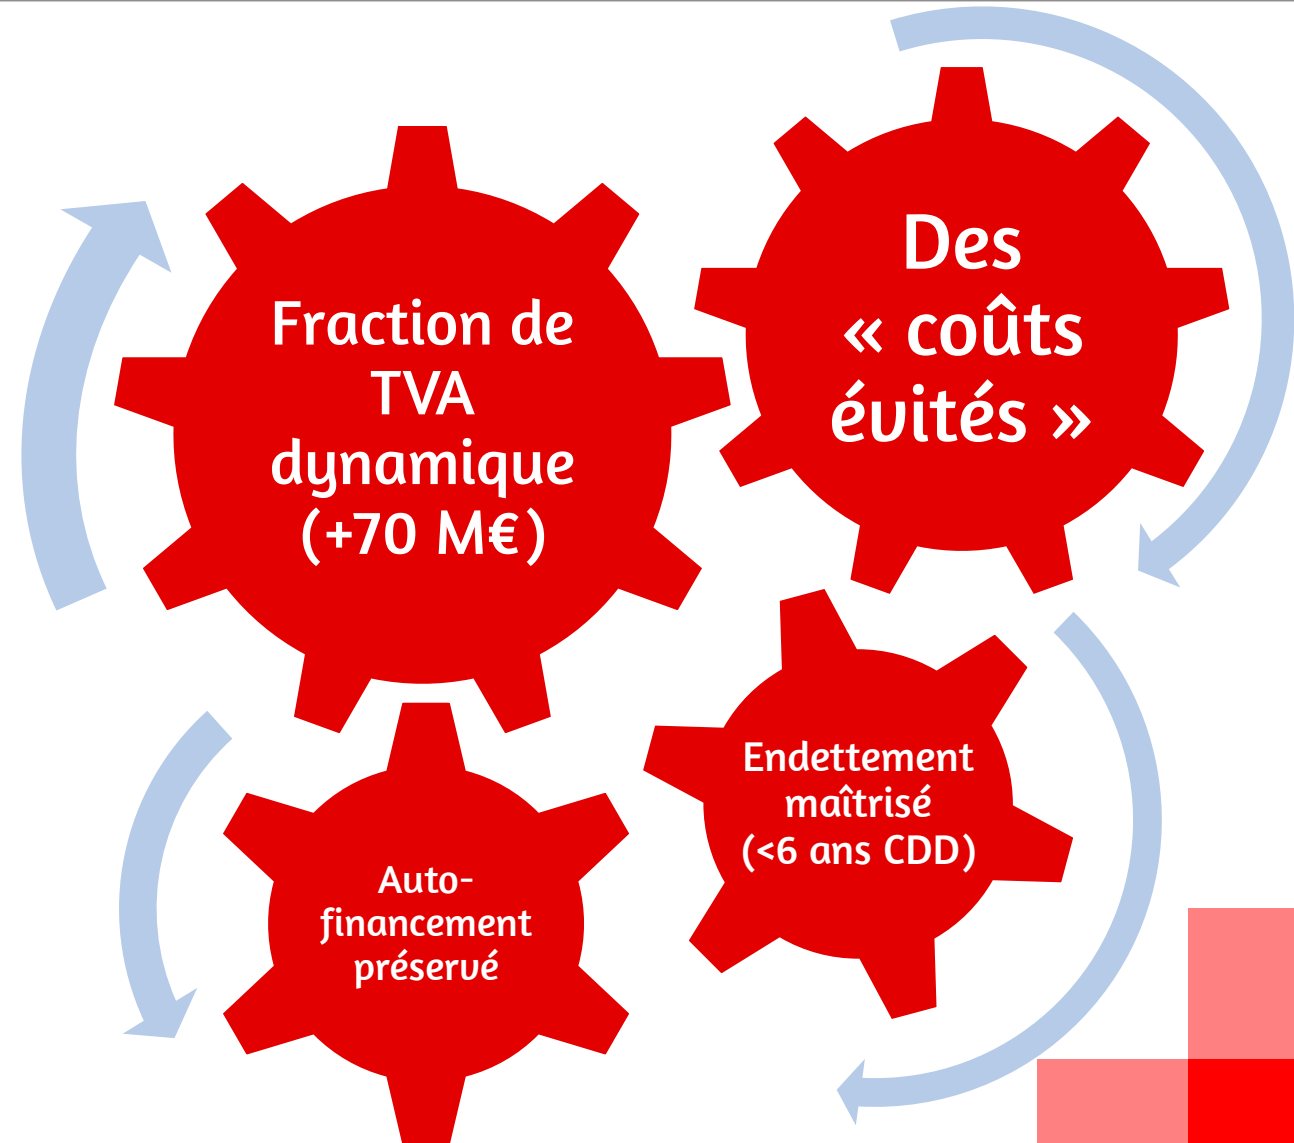 Fraction de
TVA
dynamique
(+70 M€)
Des
« coûts
évités »
Endettement
maîtrisé
(<6 ans CDD)
Auto-
financement
préservé